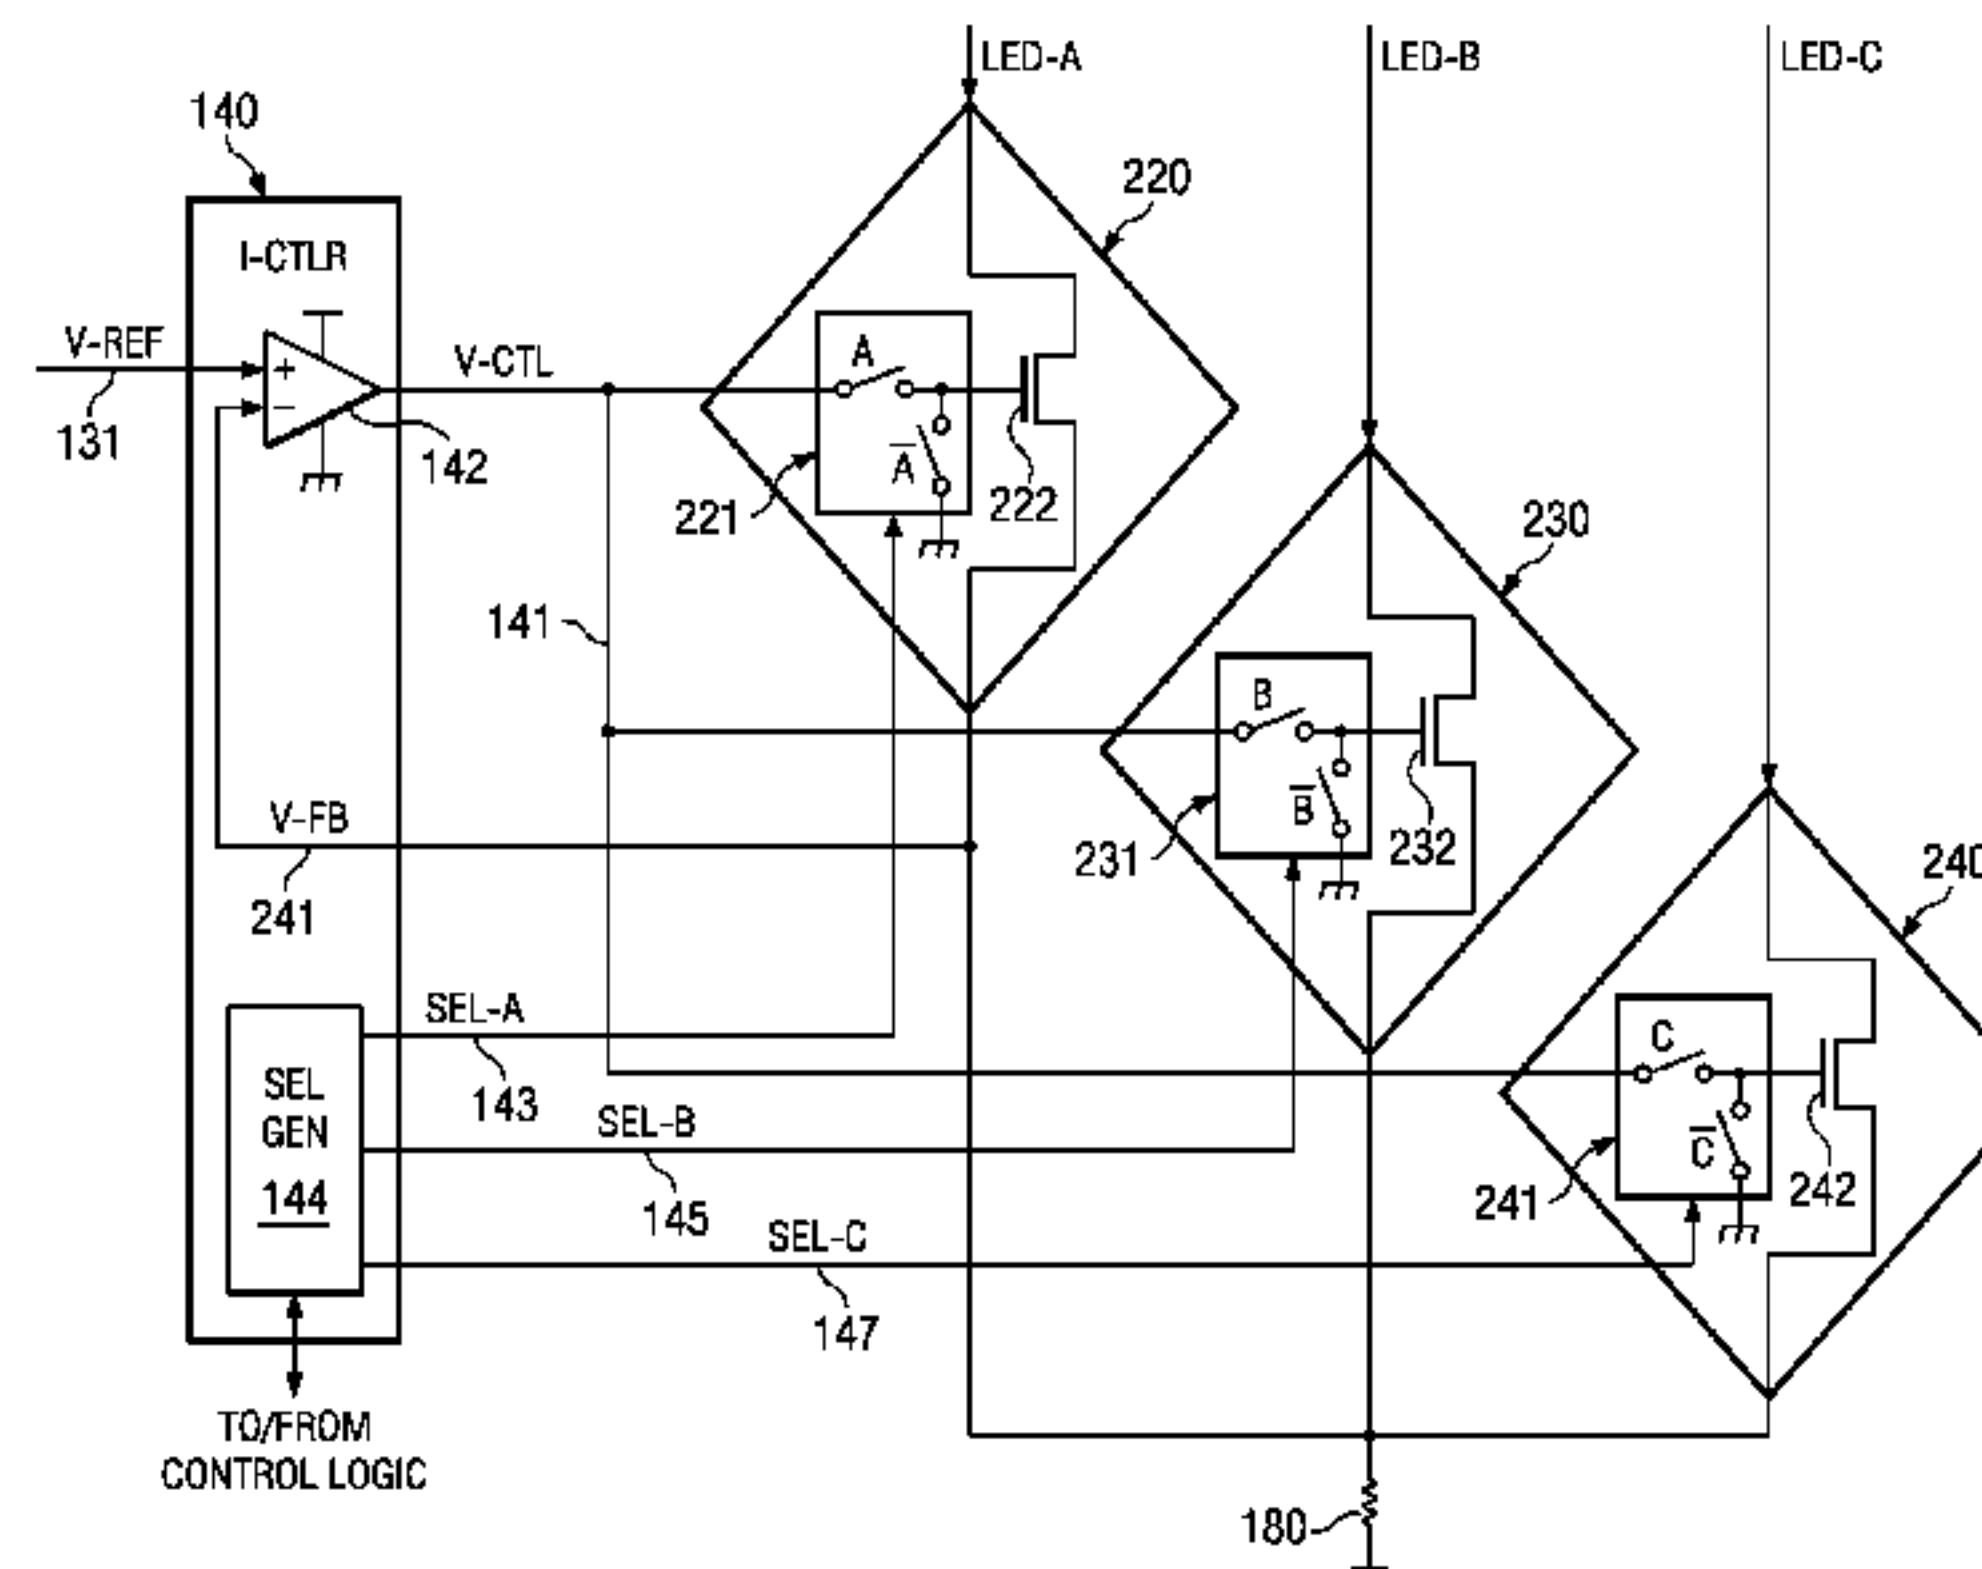 LED-A
LED-B
LED-C
140
220
I-CTLR
V-REF
+
−
V-CTL
131
142
A
A̅
221
222
230
141
B
B̅
231
232
V-FB
241
240
SEL-A
143
SEL
GEN
144
SEL-B
145
C
C̅
241
242
SEL-C
147
TO/FROM
CONTROL LOGIC
180